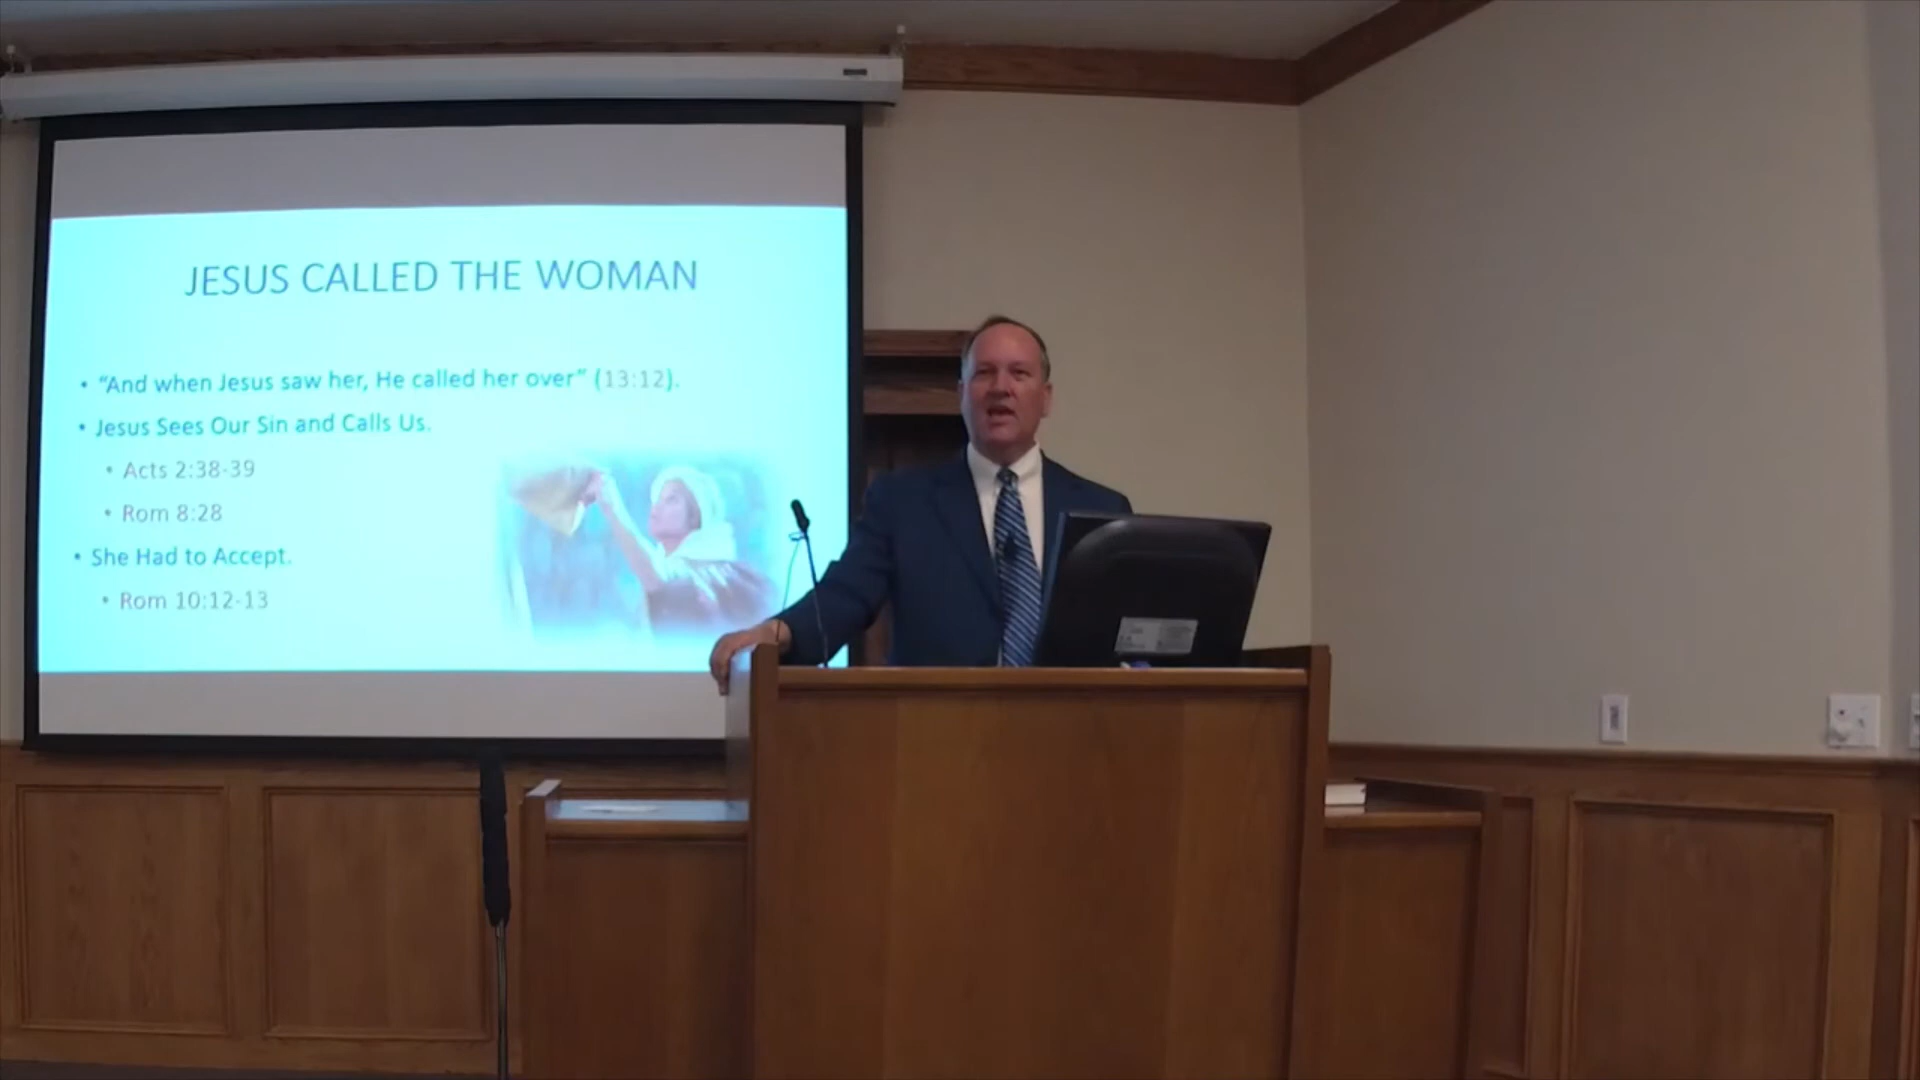 JESUS CALLED THE WOMAN
• “And when Jesus saw her, He called her over” (13:12).
• Jesus Sees Our Sin and Calls Us.
• Acts 2:38-39
• Rom 8:28
• She Had to Accept.
• Rom 10:12-13